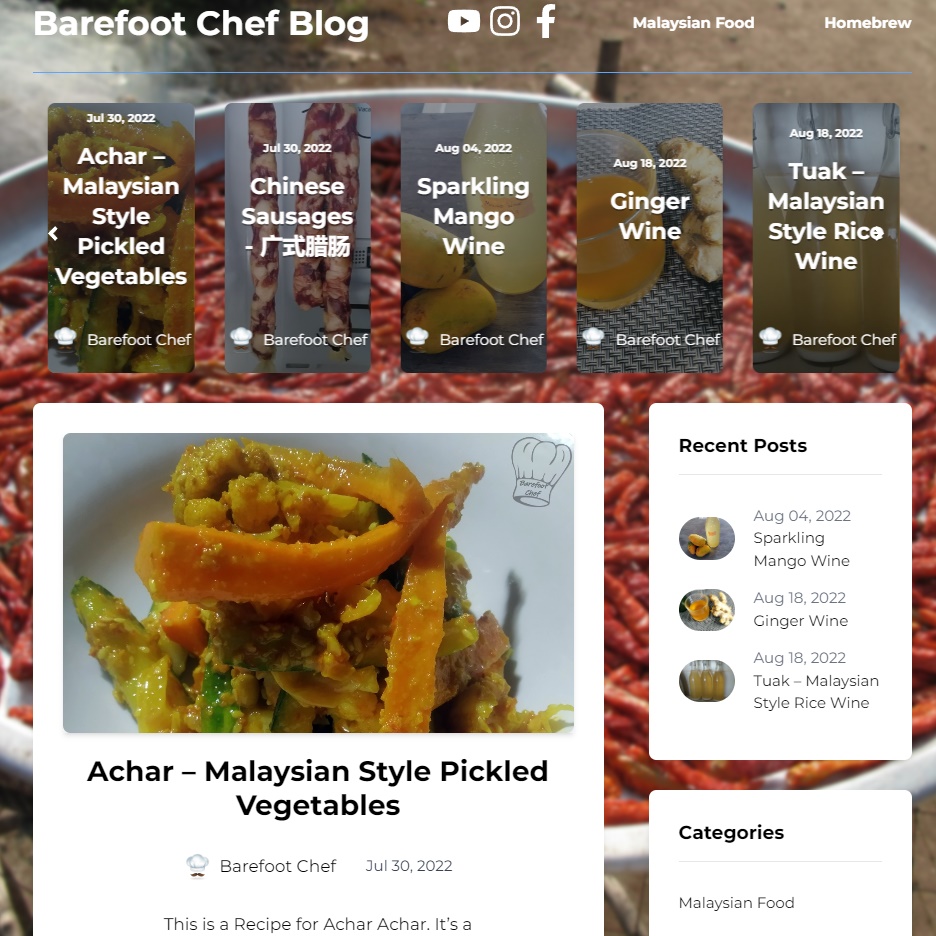 Barefoot Chef Blog
Malaysian Food
Homebrew
Jul 30, 2022
Achar –
Malaysian
Style
Pickled
Vegetables
Barefoot Chef
Jul 30, 2022
Chinese
Sausages
- 广式腊肠
Barefoot Chef
Aug 04, 2022
Sparkling
Mango
Wine
Barefoot Chef
Aug 18, 2022
Ginger
Wine
Barefoot Chef
Aug 18, 2022
Tuak –
Malaysian
Style Rice
Wine
Barefoot Chef
Barefoot
Chef
Achar – Malaysian Style Pickled
Vegetables
Barefoot Chef
Jul 30, 2022
This is a Recipe for Achar Achar. It’s a
Recent Posts
Aug 04, 2022
Sparkling
Mango Wine
Aug 18, 2022
Ginger Wine
Aug 18, 2022
Tuak – Malaysian
Style Rice Wine
Categories
Malaysian Food